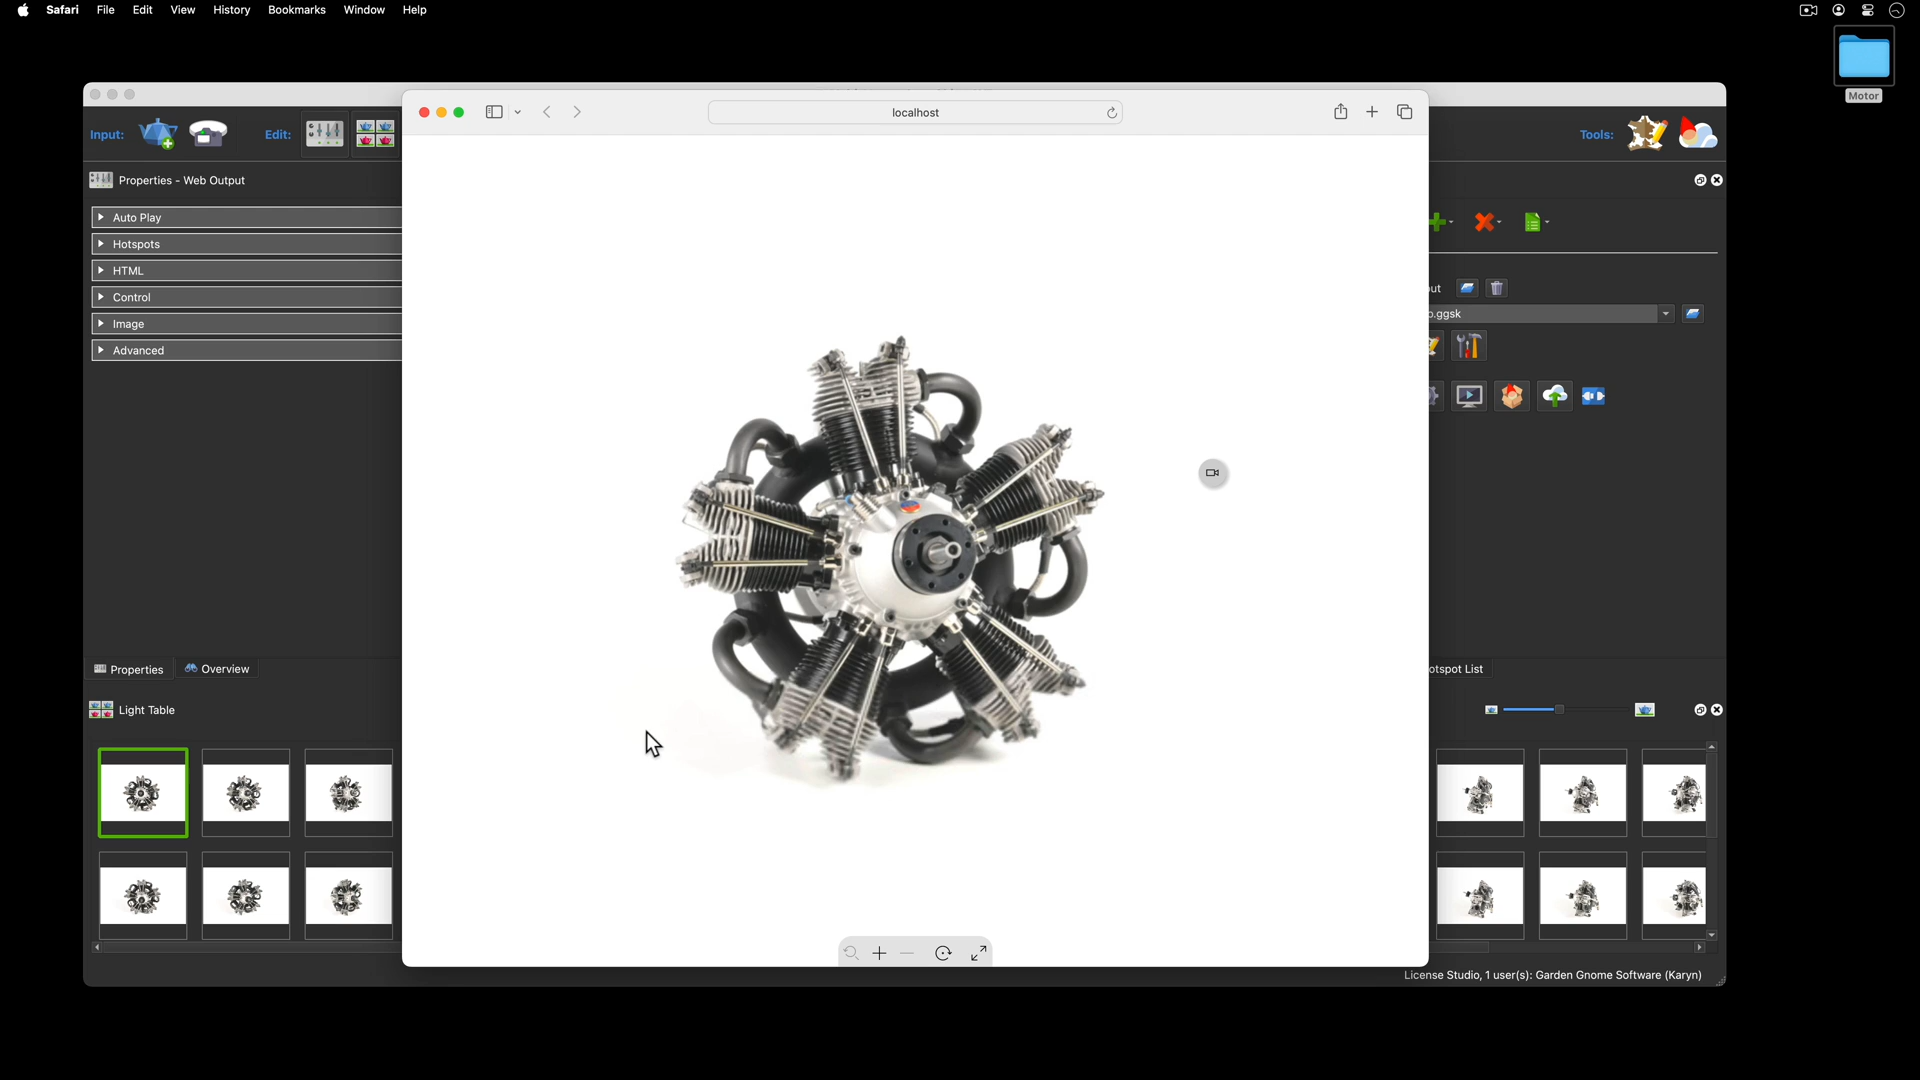 Safari File Edit View History Bookmarks Window Help
Motor
localhost
Input:
Edit:
Tools:
Properties - Web Output
Auto Play
Hotspots
HTML
Control
Image
Advanced
ut
o.ggsk
Properties
Overview
otspot List
Light Table
License Studio, 1 user(s): Garden Gnome Software (Karyn)